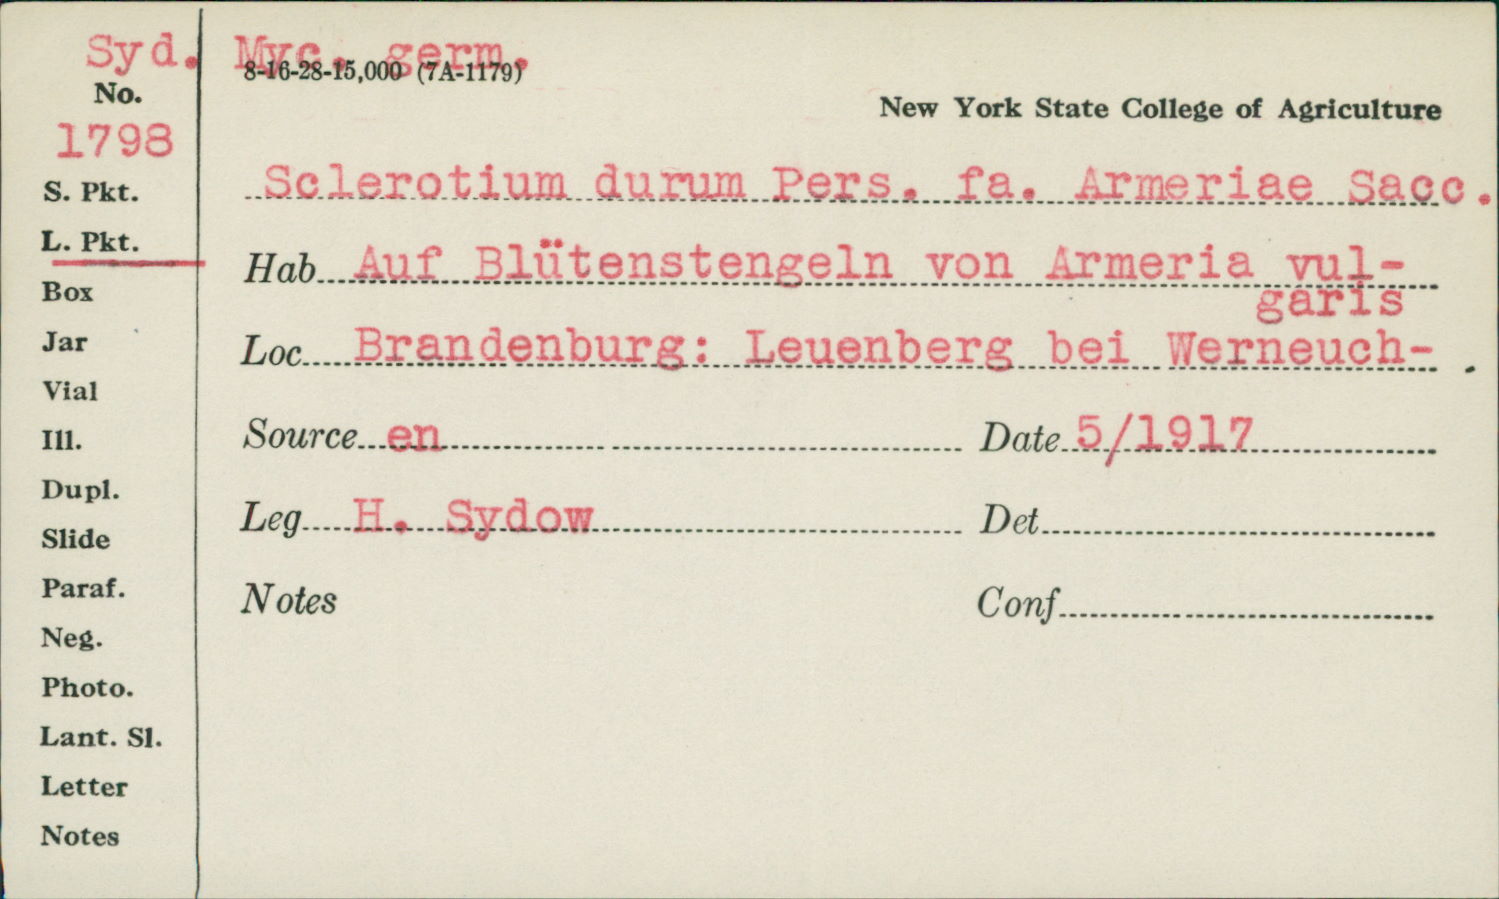 Syd. Myc. germ.
8-16-28-15,000 (7A-1179)
No.
New York State College of Agriculture
1798
Sclerotium durum Pers. fa. Armeriae Sacc.
S. Pkt.
L. Pkt.
Hab Auf Blütenstengeln von Armeria vul-
garis
Box
Jar
Loc Brandenburg: Leuenberg bei Werneuch-
Vial
Ill.
Source en Date 5/1917
Dupl.
Leg H. Sydow Det
Slide
Paraf.
Notes Conf
Neg.
Photo.
Lant. Sl.
Letter
Notes